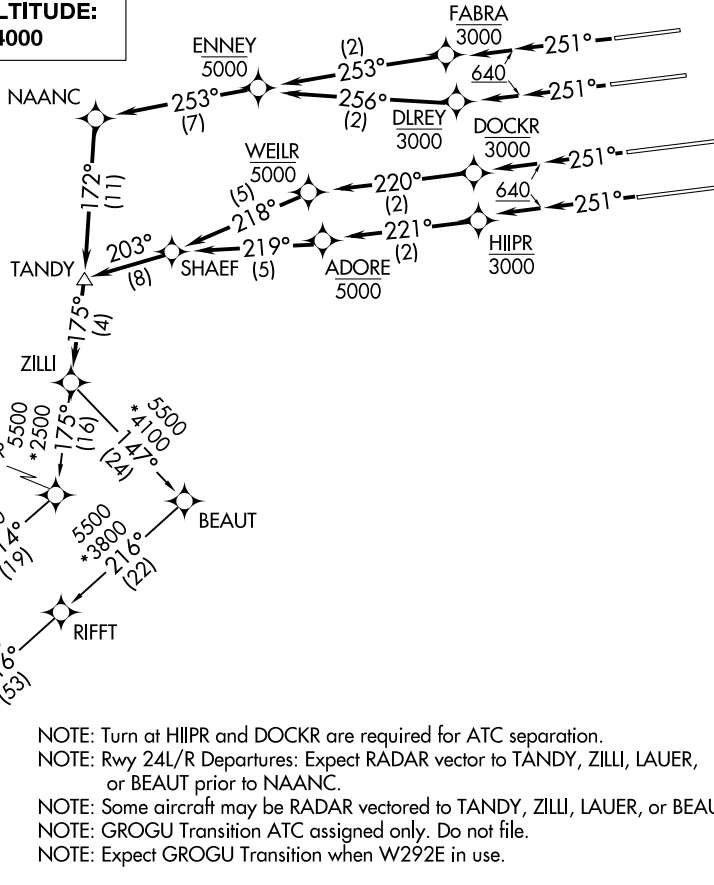 LTITUDE:
4000
FABRA
3000
ENNEY
5000
(2)
253°
251°
640
NAANC
253°
(7)
256°
(2)
DLREY
3000
251°
DOCKR
3000
WEILR
5000
251°
172°
(11)
(5)
218°
220°
(2)
640
251°
203°
(8)
SHAEF
219°
(5)
221°
(2)
ADORE
5000
HIIPR
3000
TANDY
175°
(4)
ZILLI
5500
*2500
175°
(16)
5500
*4100
147°
(24)
14°
(19)
BEAUT
5500
*3800
216°
(22)
RIFFT
6°
(53)
NOTE: Turn at HIIPR and DOCKR are required for ATC separation.
NOTE: Rwy 24L/R Departures: Expect RADAR vector to TANDY, ZILLI, LAUER,
or BEAUT prior to NAANC.
NOTE: Some aircraft may be RADAR vectored to TANDY, ZILLI, LAUER, or BEAU
NOTE: GROGU Transition ATC assigned only. Do not file.
NOTE: Expect GROGU Transition when W292E in use.